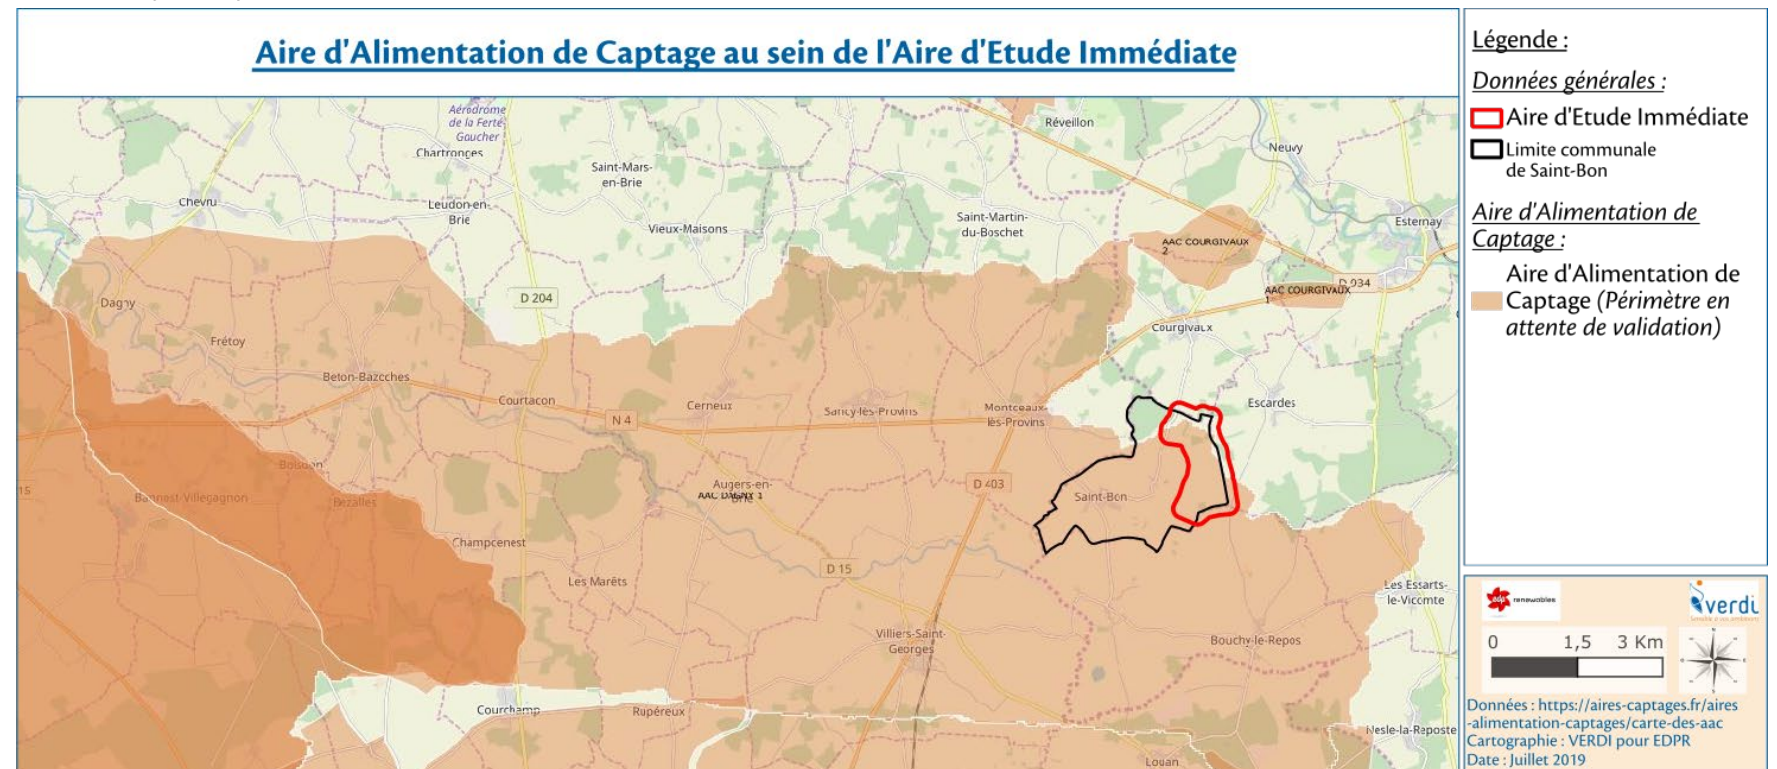 Aire d'Alimentation de Captage au sein de l'Aire d'Etude Immédiate
Légende :
Données générales :
Aire d'Etude Immédiate
Limite communale
de Saint-Bon
Aire d'Alimentation de
Captage :
Aire d'Alimentation de
Captage (Périmètre en
attente de validation)
Aérodrome
de la Ferté
Gaucher
Chartronges
Saint-Mars-
en-Brie
Réveillon
Neuvy
Chevru
Leudon-en-
Brie
Vieux-Maisons
Saint-Martin-
du-Boschet
Esternay
AAC COURGIVAUX
2
Dagny
D 204
AAC COURGIVAUX
1
D 934
Courgivaux
Frétoy
Beton-Bazoches
Courtacon
N 4
Cerneux
Sancy-lès-Provins
Montceaux-
lès-Provins
Escardes
Boisdon
15
Bannost-Villegagnon
Bezalles
Augers-en-
Brie
AAC DAGNY 1
D 403
Saint-Bon
Champcenest
Les Marêts
D 15
Les Essarts-
le-Vicomte
Villiers-Saint-
Georges
Bouchy-le-Repos
Courchamp
Rupéreux
Nesle-la-Reposte
Louan
edp renewables
verdi
0 1,5 3 Km
Données : https://aires-captages.fr/aires
-alimentation-captages/carte-des-aac
Cartographie : VERDI pour EDPR
Date : Juillet 2019